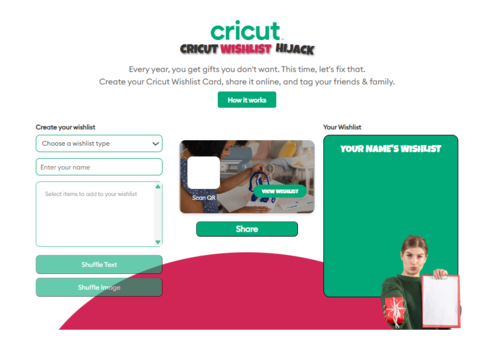 cricut
CRICUT WISHLIST HIJACK
Every year, you get gifts you don't want. This time, let's fix that.
Create your Cricut Wishlist Card, share it online, and tag your friends & family.
How it works
Create your wishlist
Choose a wishlist type
Enter your name
Select items to add to your wishlist
Shuffle Text
Shuffle Image
Scan QR
VIEW WISHLIST
Share
Your Wishlist
YOUR NAME'S WISHLIST